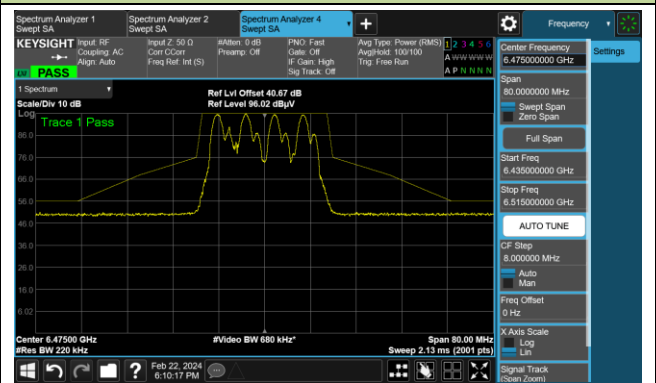 Spectrum Analyzer 1
Swept SA
Spectrum Analyzer 2
Swept SA
Spectrum Analyzer 4
Swept SA
+
Frequency
KEYSIGHT
PASS
Input: RF
Coupling: AC
Align: Auto
Input Z: 50 Ω
Corr CCorr
Freq Ref: Int (S)
#Atten: 0 dB
Preamp: Off
PNO: Fast
Gate: Off
IF Gain: High
Sig Track: Off
Avg Type: Power (RMS)
Avg|Hold: 100/100
Trig: Free Run
1 2 3 4 5 6
A W W W W W
A P N N N N
1 Spectrum
Scale/Div 10 dB
Log
Ref Lvl Offset 40.67 dB
Ref Level 96.02 dBµV
Trace 1 Pass
86.0
76.0
66.0
56.0
46.0
36.0
26.0
16.0
6.02
Center 6.47500 GHz
#Res BW 220 kHz
#Video BW 680 kHz*
Span 80.00 MHz
Sweep 2.13 ms (2001 pts)
Feb 22, 2024
6:10:17 PM
Center Frequency
6.475000000 GHz
Settings
Span
80.0000000 MHz
Swept Span
Zero Span
Full Span
Start Freq
6.435000000 GHz
Stop Freq
6.515000000 GHz
AUTO TUNE
CF Step
8.000000 MHz
Auto
Man
Freq Offset
0 Hz
X Axis Scale
Log
Lin
Signal Track
(Span Zoom)